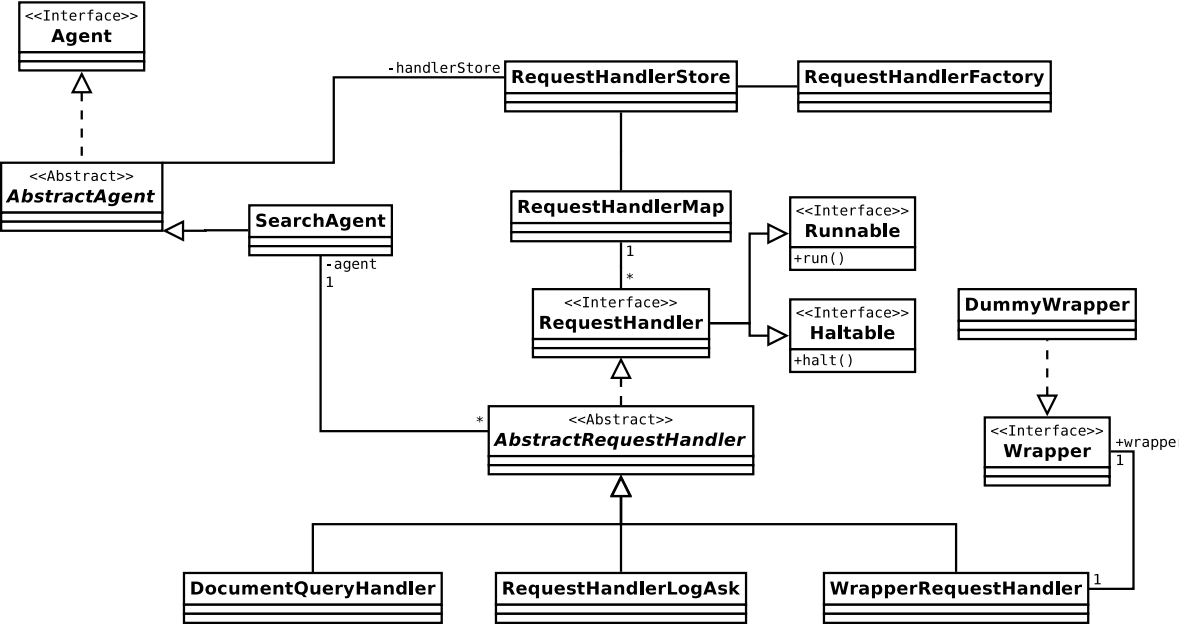 <<Interface>>
Agent
-handlerStore
RequestHandlerStore
RequestHandlerFactory
<<Abstract>>
AbstractAgent
SearchAgent
-agent
1
RequestHandlerMap
1
*
<<Interface>>
Runnable
+run()
<<Interface>>
RequestHandler
<<Interface>>
Haltable
+halt()
DummyWrapper
*
<<Abstract>>
AbstractRequestHandler
<<Interface>>
Wrapper
+wrapper
1
DocumentQueryHandler
RequestHandlerLogAsk
WrapperRequestHandler
1